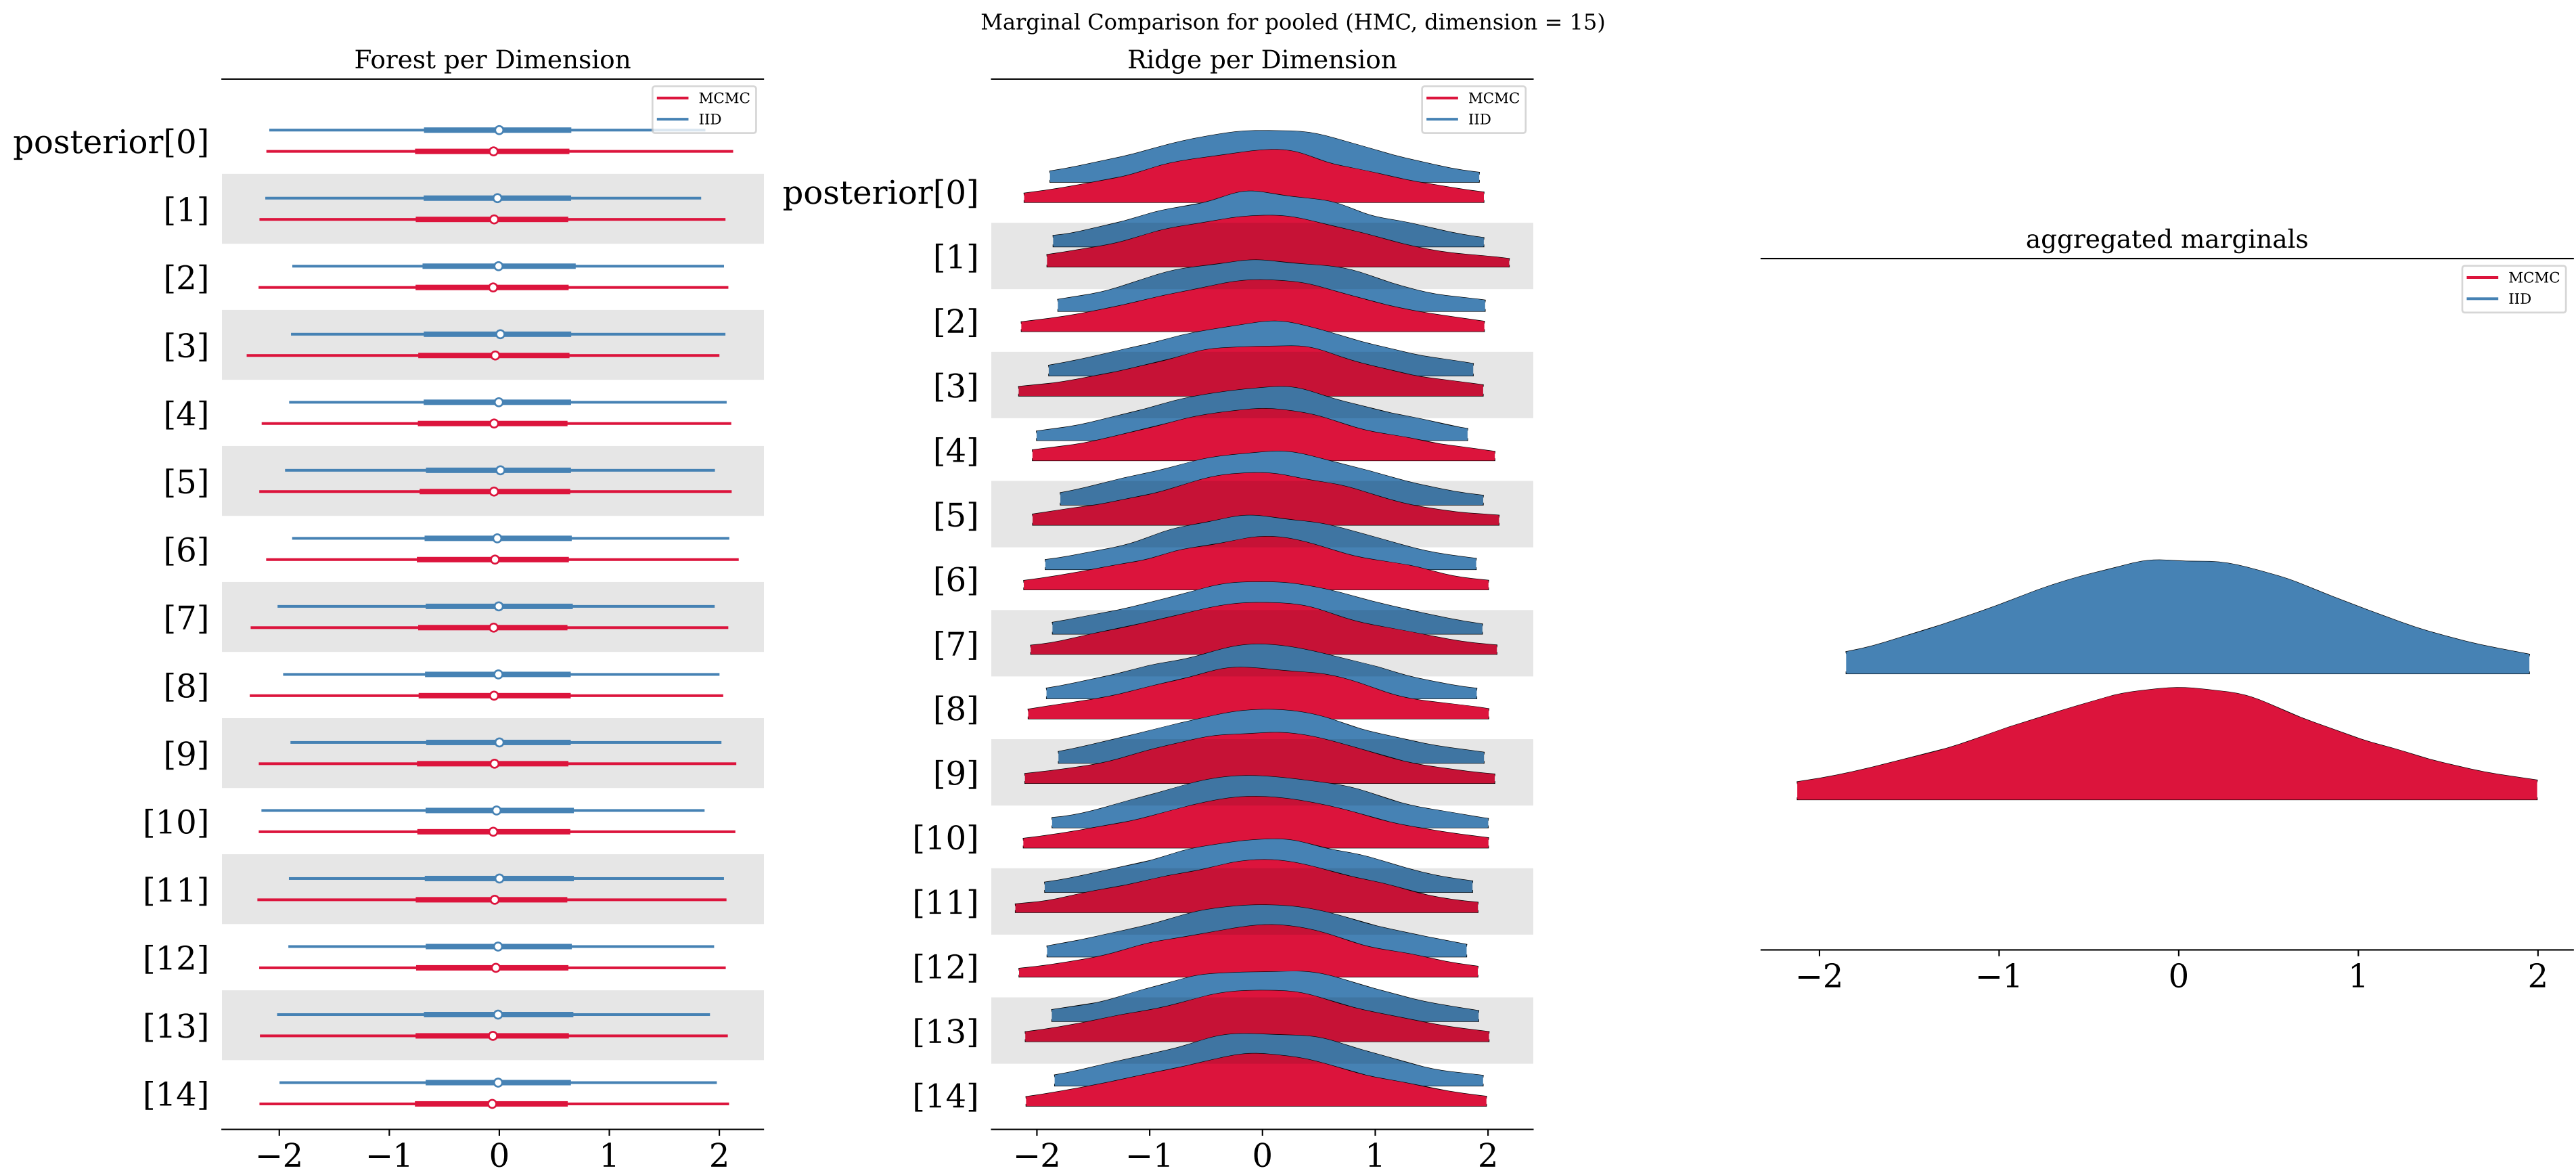 Marginal Comparison for pooled (HMC, dimension = 15)
Forest per Dimension
MCMC
IID
posterior[0]
[1]
[2]
[3]
[4]
[5]
[6]
[7]
[8]
[9]
[10]
[11]
[12]
[13]
[14]
−2 −1 0 1 2
Ridge per Dimension
MCMC
IID
posterior[0]
[1]
[2]
[3]
[4]
[5]
[6]
[7]
[8]
[9]
[10]
[11]
[12]
[13]
[14]
−2 −1 0 1 2
aggregated marginals
MCMC
IID
−2 −1 0 1 2